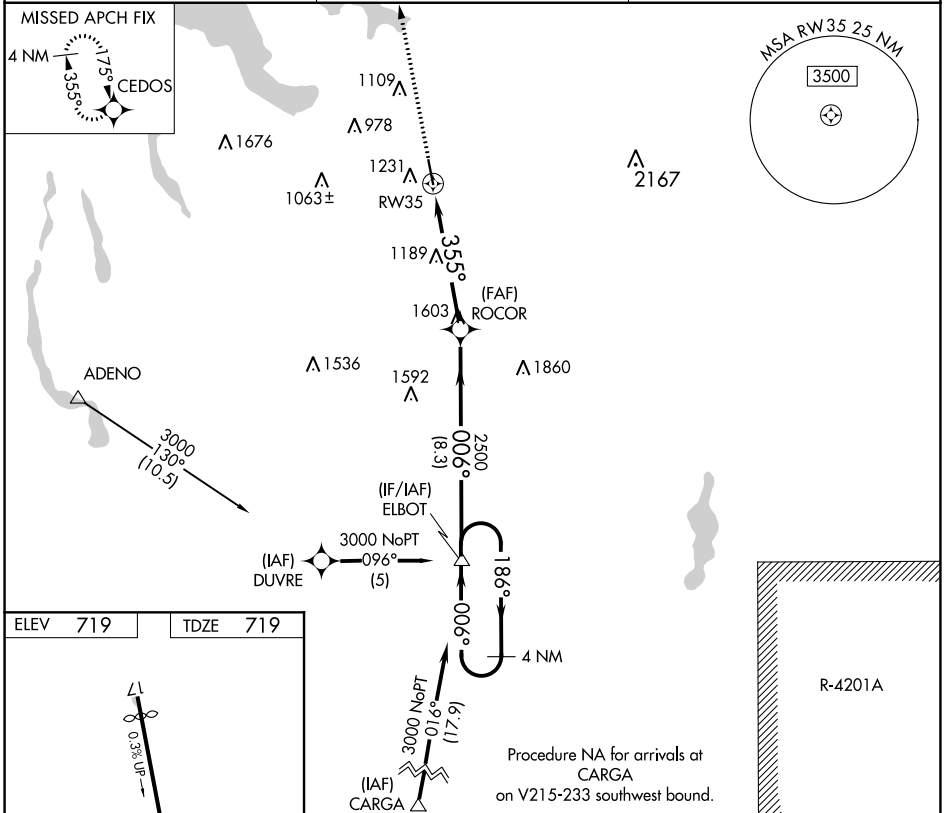 MISSED APCH FIX
4 NM
175°
355°
CEDOS
MSA RW35 25 NM
3500
1109
978
1676
1231
1063±
RW35
2167
1189
355°
(FAF)
ROCOR
1603
1536
1592
1860
ADENO
3000
130°
(10.5)
2500
006°
(8.3)
(IF/IAF)
ELBOT
3000 NoPT
096°
(5)
(IAF)
DUVRE
186°
006°
4 NM
3000 NoPT
016°
(17.9)
(IAF)
CARGA
Procedure NA for arrivals at
CARGA
on V215-233 southwest bound.
R-4201A
ELEV 719
TDZE 719
17
0.3% UP